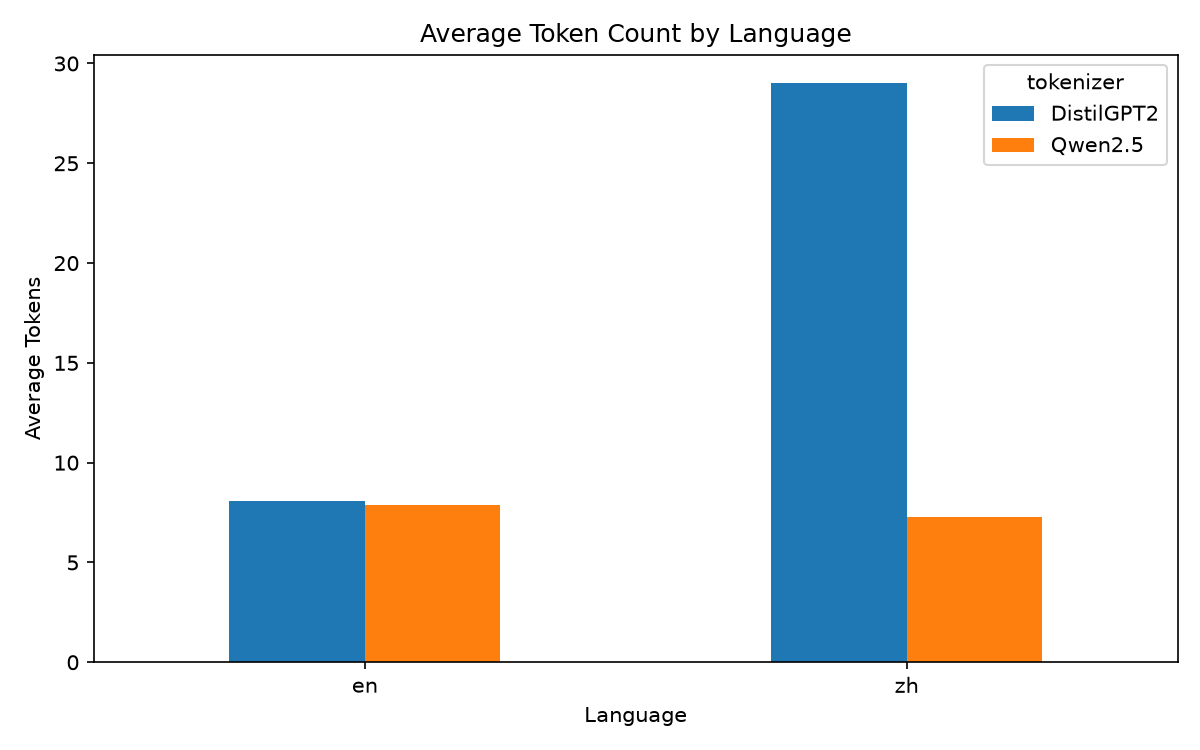 Average Token Count by Language
tokenizer
DistilGPT2
Qwen2.5
Average Tokens
30
25
20
15
10
5
0
en
zh
Language